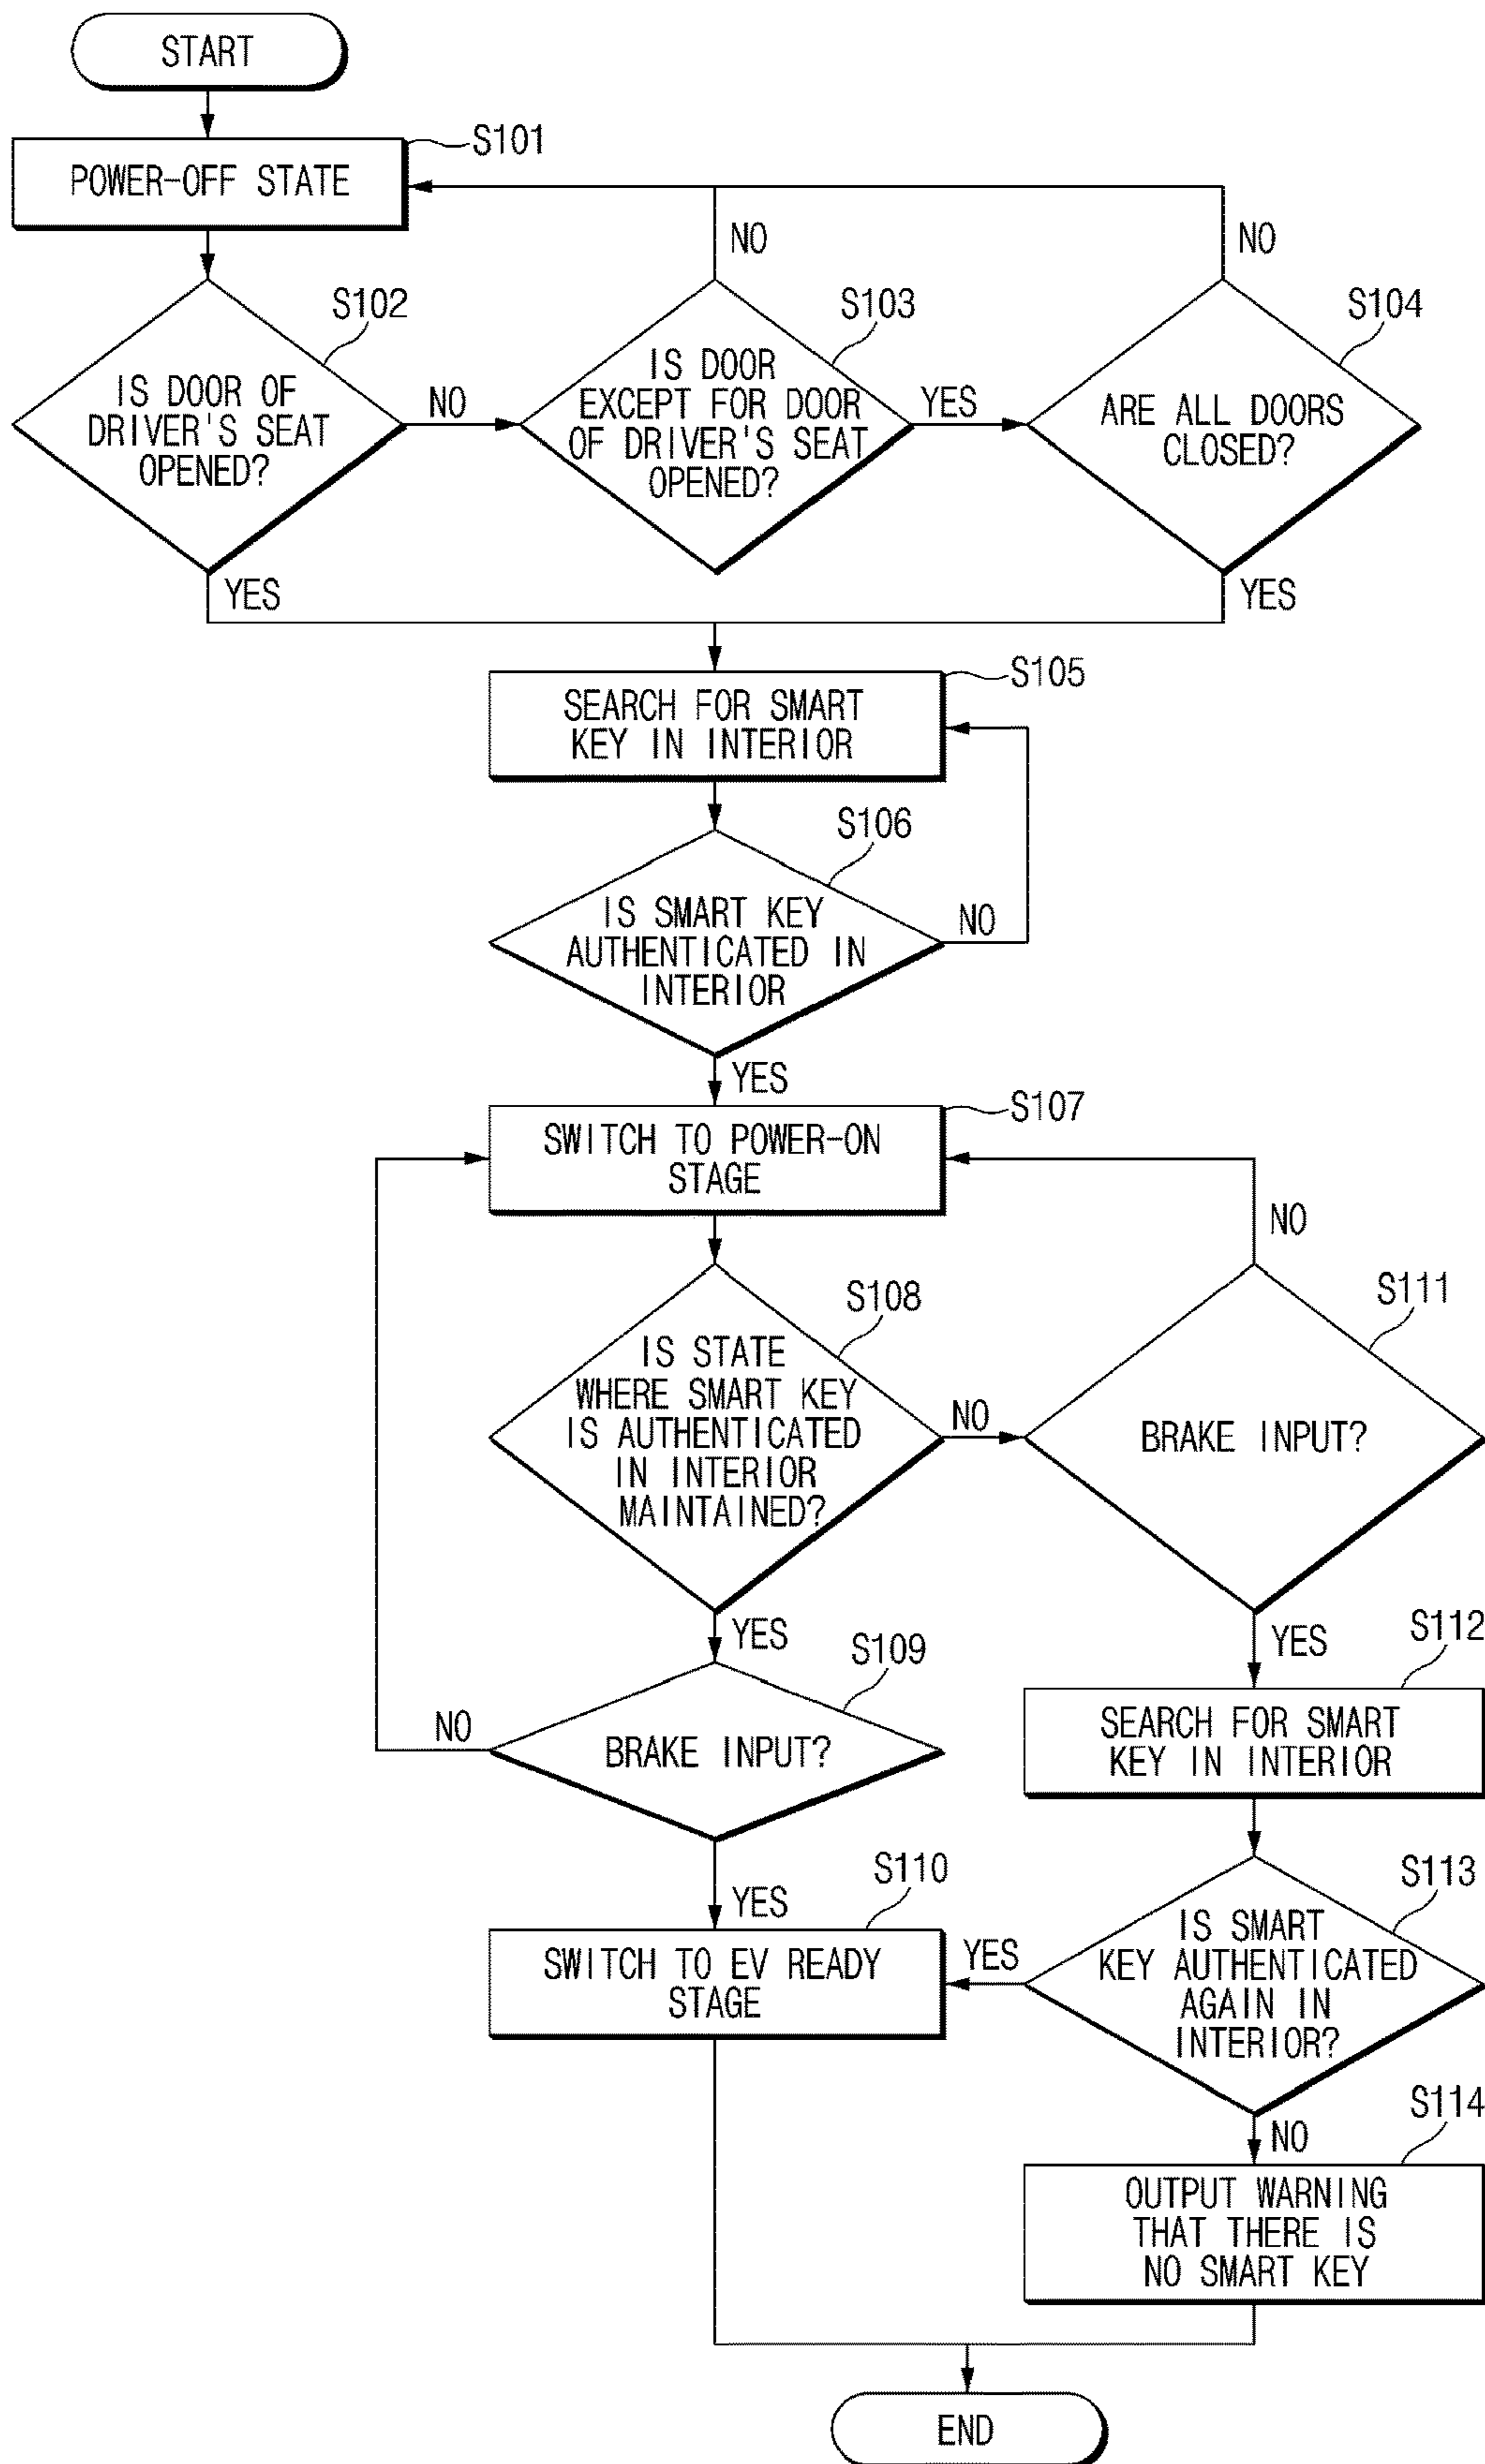 START
S101
POWER-OFF STATE
NO
NO
S102
S103
S104
IS DOOR OF
DRIVER'S SEAT
OPENED?
NO
IS DOOR
EXCEPT FOR DOOR
OF DRIVER'S SEAT
OPENED?
YES
ARE ALL DOORS
CLOSED?
YES
YES
S105
SEARCH FOR SMART
KEY IN INTERIOR
S106
IS SMART KEY
AUTHENTICATED IN
INTERIOR
NO
YES
S107
SWITCH TO POWER-ON
STAGE
NO
S108
S111
IS STATE
WHERE SMART KEY
IS AUTHENTICATED
IN INTERIOR
MAINTAINED?
NO
BRAKE INPUT?
YES
YES
S109
S112
NO
BRAKE INPUT?
SEARCH FOR SMART
KEY IN INTERIOR
YES
S110
S113
SWITCH TO EV READY
STAGE
YES
IS SMART
KEY AUTHENTICATED
AGAIN IN
INTERIOR?
NO
S114
OUTPUT WARNING
THAT THERE IS
NO SMART KEY
END